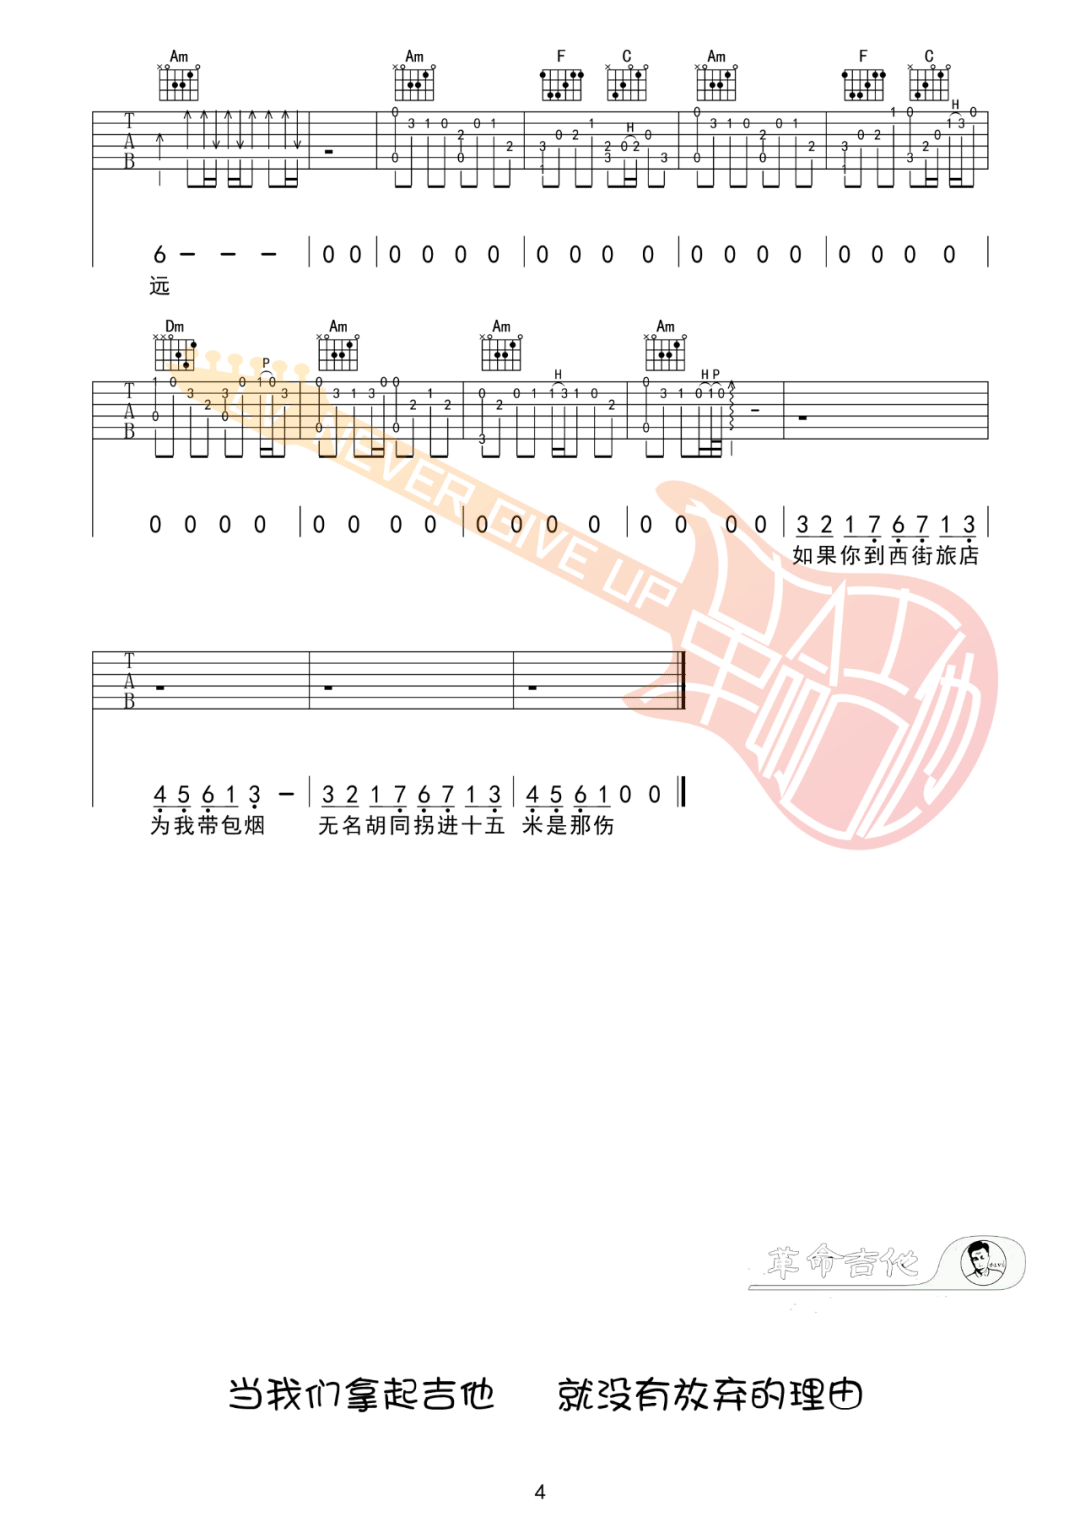 Am Am F C Am F C
H H
6 - - - | 0 0 | 0 0 0 0 | 0 0 0 0 | 0 0 0 0 | 0 0 0 0 |
远
Dm Am Am Am
P H H P
0 0 0 0 | 0 0 0 0 | 0 0 0 0 | 0 0 0 0 | 3 2 1 7 6 7 1 3 |
如果你到西街旅店
LV NEVER GIVE UP
革命吉他
T
A
B
4 5 6 1 3 - | 3 2 1 7 6 7 1 3 | 4 5 6 1 0 0
为我带包烟 无名胡同拐进十五 米是那伤
革命吉他
当我们拿起吉他 就没有放弃的理由
4